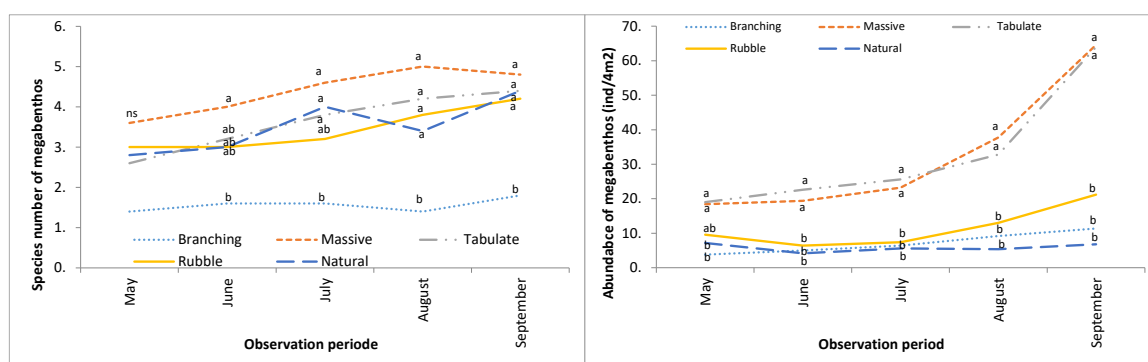 Species number of megabenthos
6.
5.
4.
3.
2.
1.
0.
ns
a
a
a
a
a
a
a
a
a
a
a
a
ab
ab
ab
ab
a
b
b
b
b
Branching Massive Tabulate
Rubble Natural
May
June
July
August
September
Observation periode
Abundabce of megabenthos (ind/4m2)
70.
60.
50.
40.
30.
20.
10.
0.
Branching Massive Tabulate
Rubble Natural
a
a
a
a
a
a
a
a
a
a
ab
b
b
b
b
b
b
b
b
b
b
b
b
b
b
May
June
July
August
September
Observation period